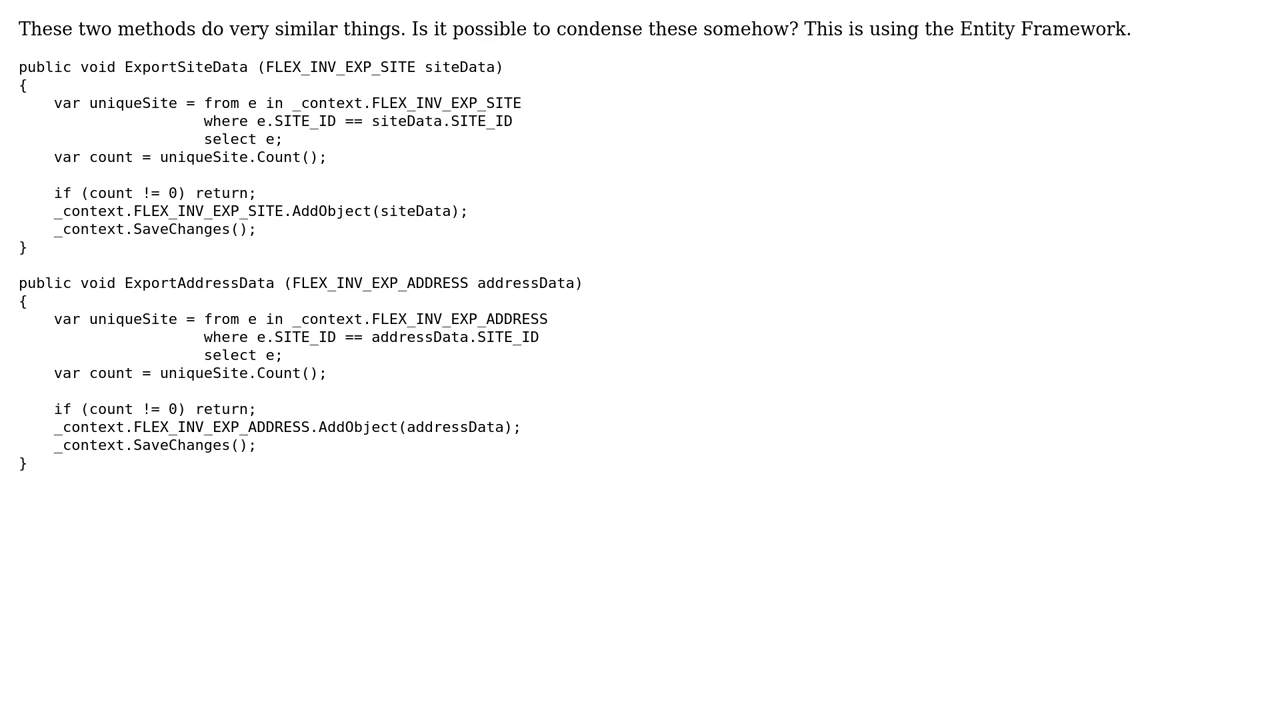 These two methods do very similar things. Is it possible to condense these somehow? This is using the Entity Framework.
public void ExportSiteData (FLEX_INV_EXP_SITE siteData)
{
    var uniqueSite = from e in _context.FLEX_INV_EXP_SITE
                     where e.SITE_ID == siteData.SITE_ID
                     select e;
    var count = uniqueSite.Count();

    if (count != 0) return;
    _context.FLEX_INV_EXP_SITE.AddObject(siteData);
    _context.SaveChanges();
}

public void ExportAddressData (FLEX_INV_EXP_ADDRESS addressData)
{
    var uniqueSite = from e in _context.FLEX_INV_EXP_ADDRESS
                     where e.SITE_ID == addressData.SITE_ID
                     select e;
    var count = uniqueSite.Count();

    if (count != 0) return;
    _context.FLEX_INV_EXP_ADDRESS.AddObject(addressData);
    _context.SaveChanges();
}